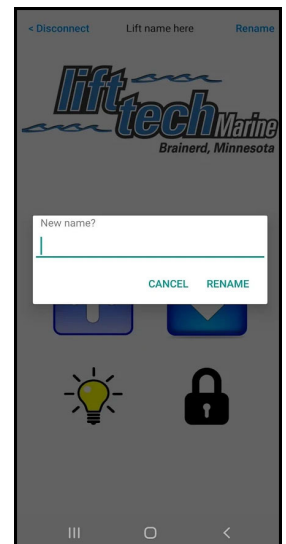 < Disconnect Lift name here Rename
lift
tech Marine
Brainerd, Minnesota
New name?
CANCEL RENAME